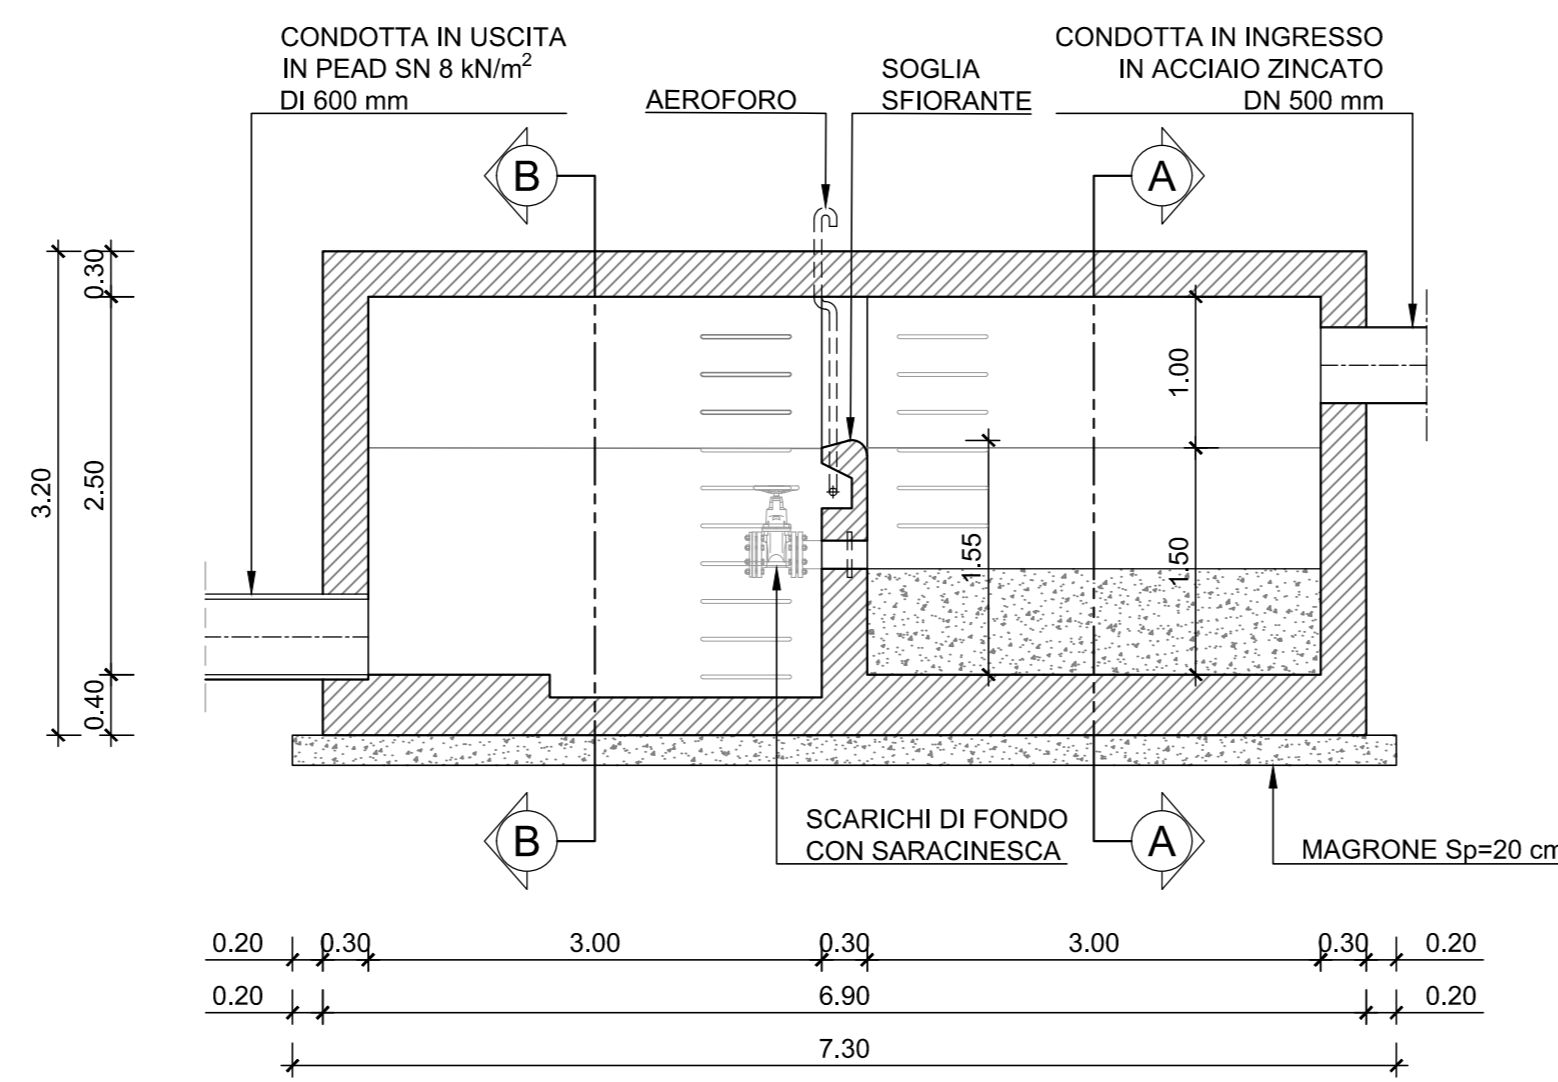 CONDOTTA IN USCITA
IN PEAD SN 8 kN/m²
DI 600 mm
AEROFORO
SOGLIA
SFIORANTE
CONDOTTA IN INGRESSO
IN ACCIAIO ZINCATO
DN 500 mm
B
A
0.30
1.00
3.20
2.50
1.55
1.50
0.40
B
SCARICHI DI FONDO
CON SARACINESCA
A
MAGRONE Sp=20 cm
0.20 0.30 3.00 0.30 3.00 0.30 0.20
0.20 6.90 0.20
7.30